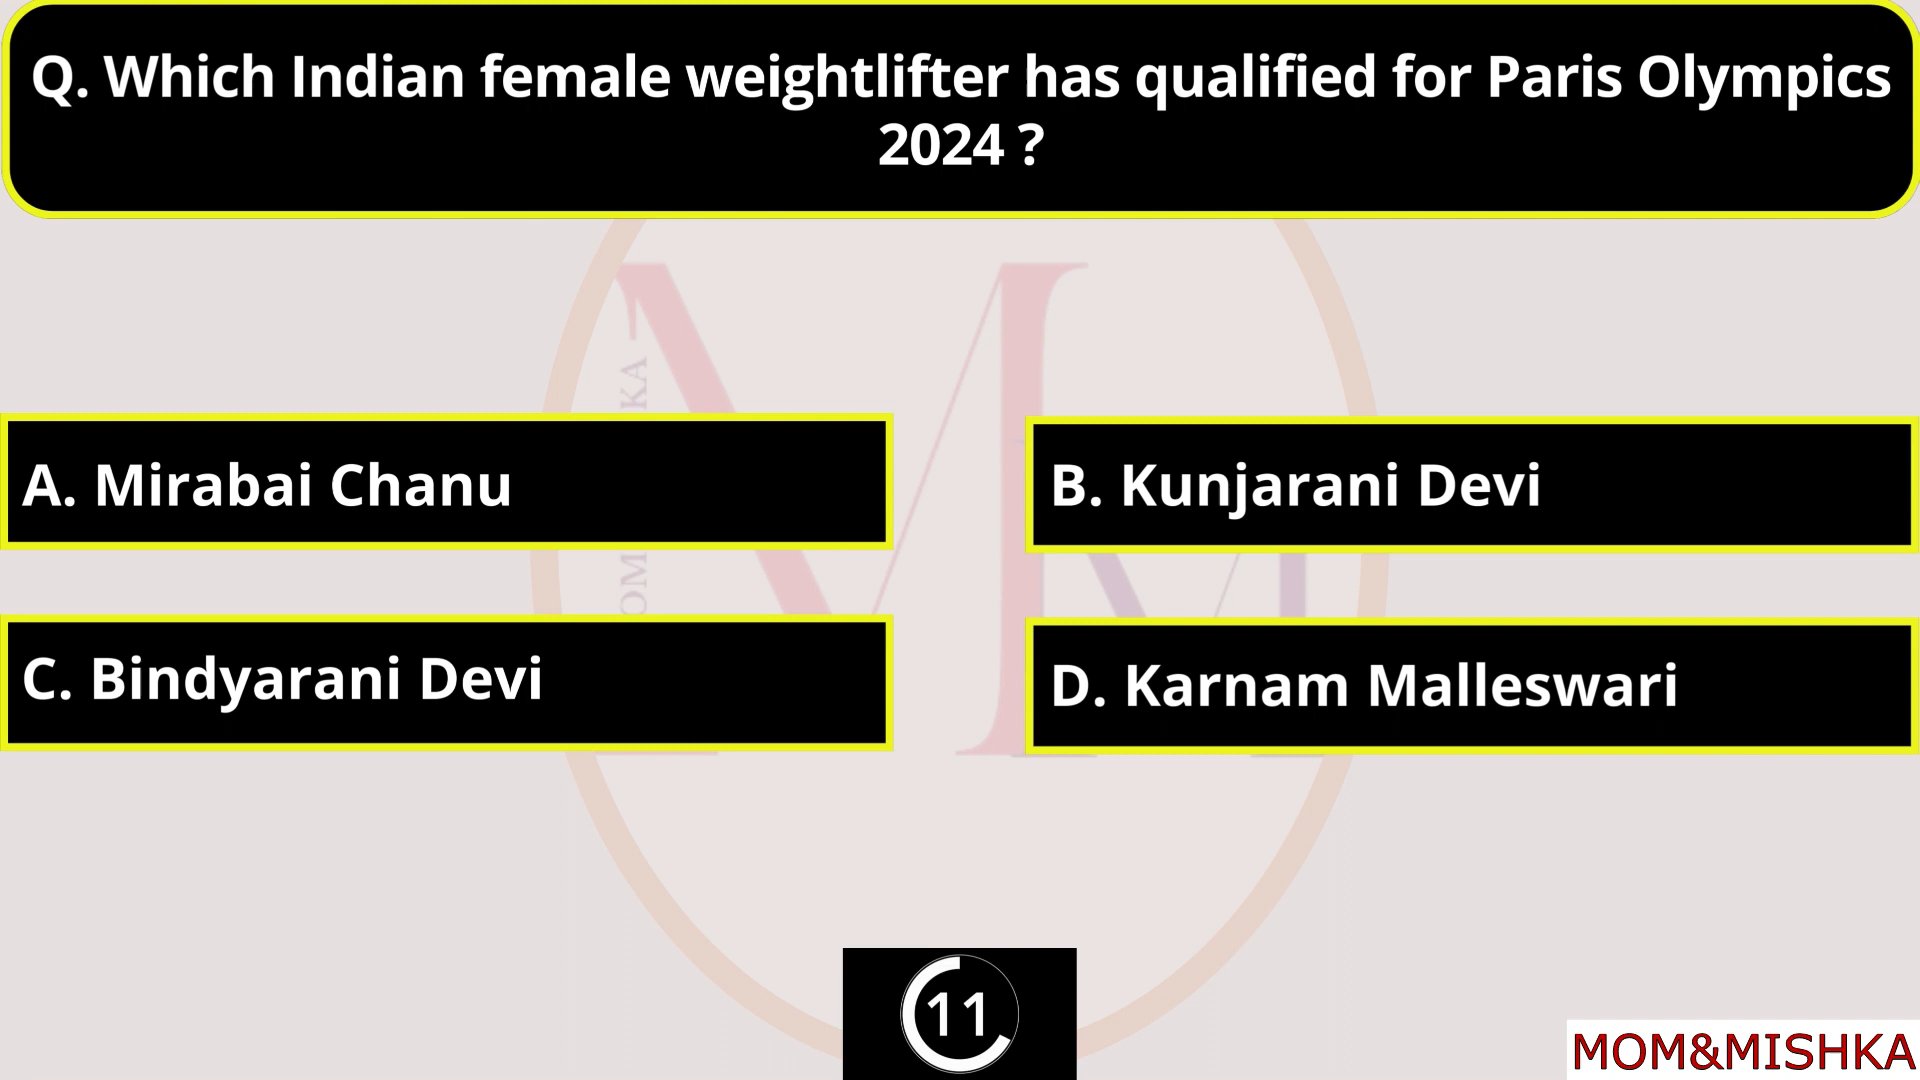 Q. Which Indian female weightlifter has qualified for Paris Olympics
2024 ?
A. Mirabai Chanu
B. Kunjarani Devi
C. Bindyarani Devi
D. Karnam Malleswari
11
MOM&MISHKA